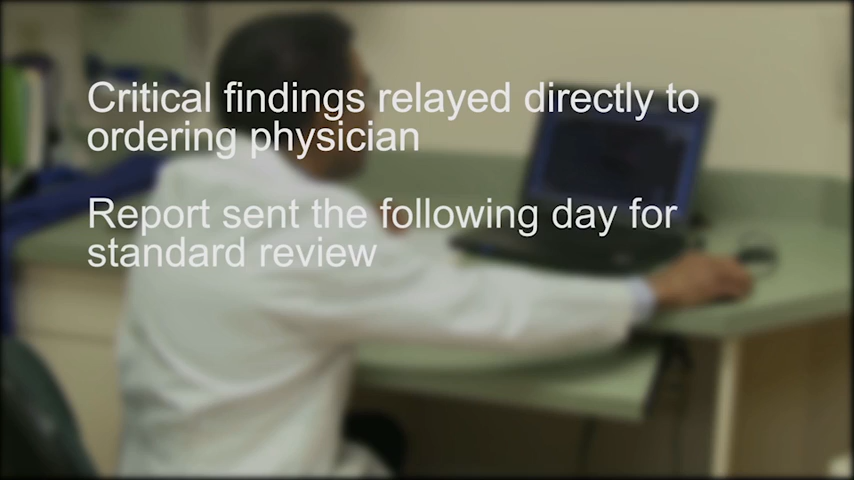 Critical findings relayed directly to
ordering physician
Report sent the following day for
standard review